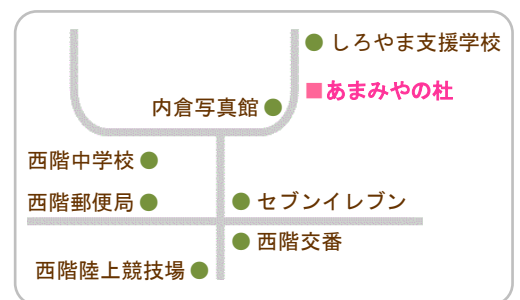 しろやま支援学校
あまみやの杜
内倉写真館
西階中学校
西階郵便局
セブンイレブン
西階交番
西階陸上競技場